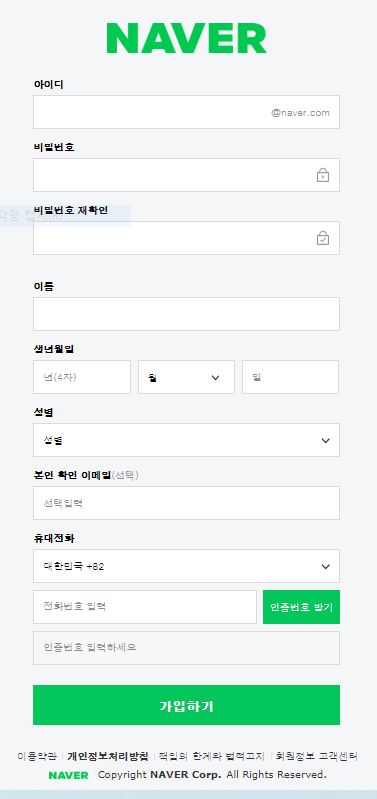 NAVER
아이디
@naver.com
비밀번호
비밀번호 재확인
이름
생년월일
년(4자) 월 일
성별
성별
본인 확인 이메일(선택)
선택입력
휴대전화
대한민국 +82
전화번호 입력 인증번호 받기
인증번호 입력하세요
가입하기
이용약관 | 개인정보처리방침 | 책임의 한계와 법적고지 | 회원정보 고객센터
NAVER Copyright NAVER Corp. All Rights Reserved.